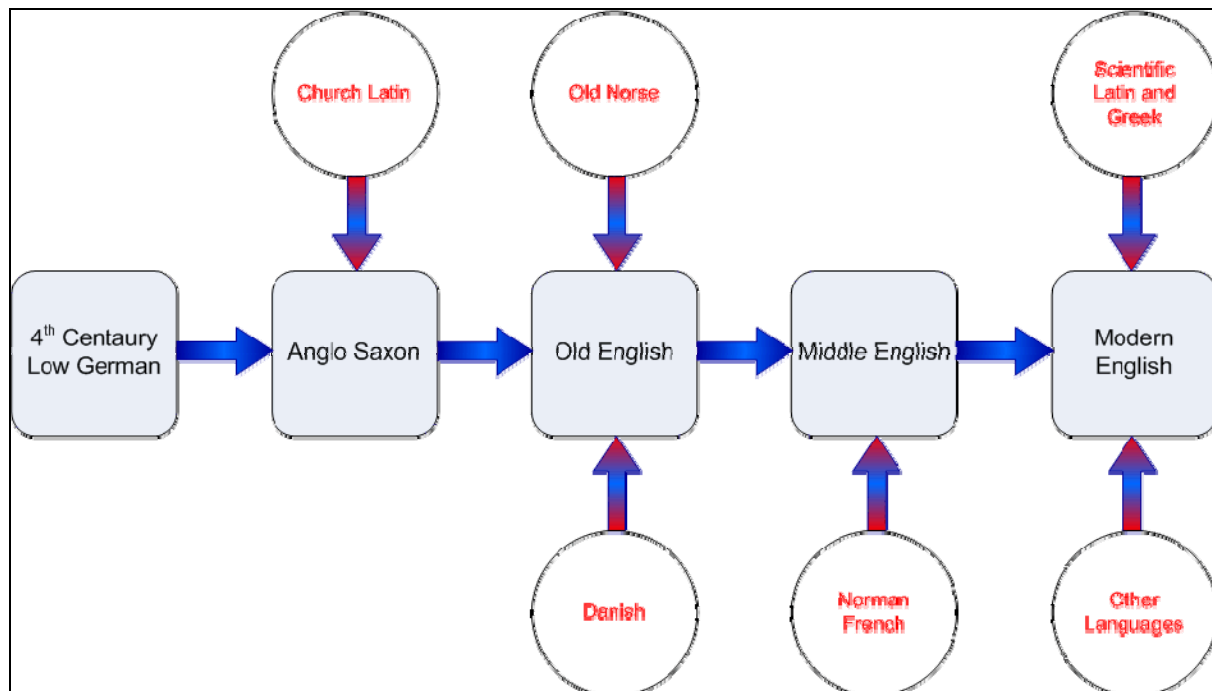 Church Latin
Old Norse
Scientific
Latin and
Greek
4th Centaury
Low German
Anglo Saxon
Old English
Middle English
Modern
English
Danish
Norman
French
Other
Languages